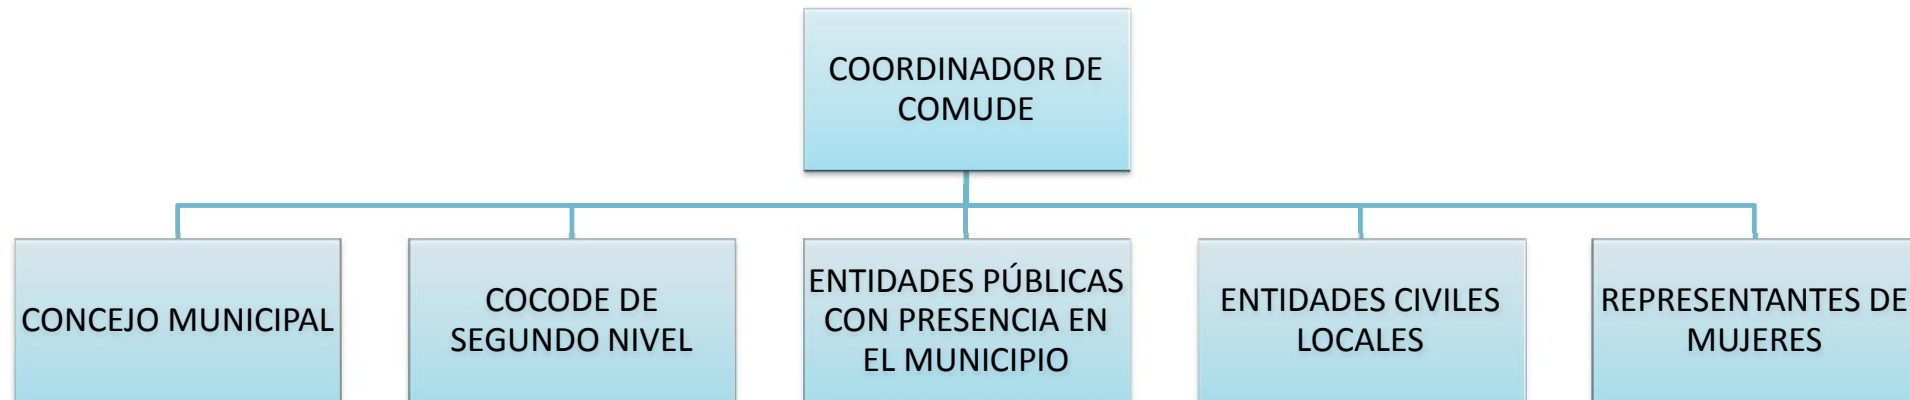 COORDINADOR DE
COMUDE
CONCEJO MUNICIPAL
COCODE DE
SEGUNDO NIVEL
ENTIDADES PÚBLICAS
CON PRESENCIA EN
EL MUNICIPIO
ENTIDADES CIVILES
LOCALES
REPRESENTANTES DE
MUJERES